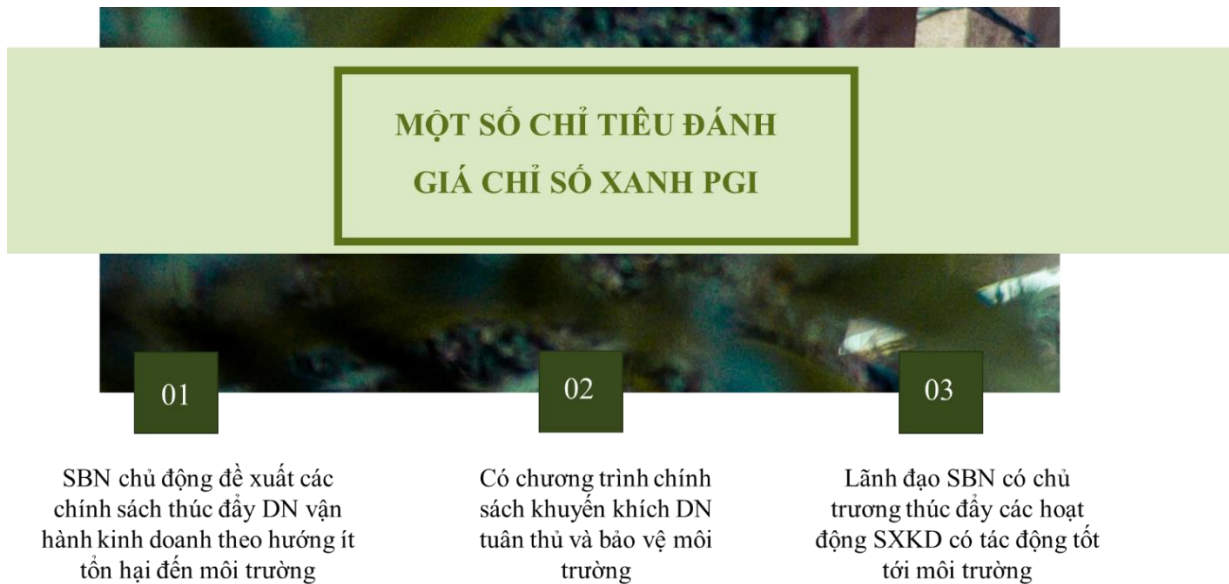 MỘT SỐ CHỈ TIÊU ĐÁNH
GIÁ CHỈ SỐ XANH PGI
01
SBN chủ động đề xuất các
chính sách thúc đẩy DN vận
hành kinh doanh theo hướng ít
tổn hại đến môi trường
02
Có chương trình chính
sách khuyến khích DN
tuân thủ và bảo vệ môi
trường
03
Lãnh đạo SBN có chủ
trương thúc đẩy các hoạt
động SXKD có tác động tốt
tới môi trường